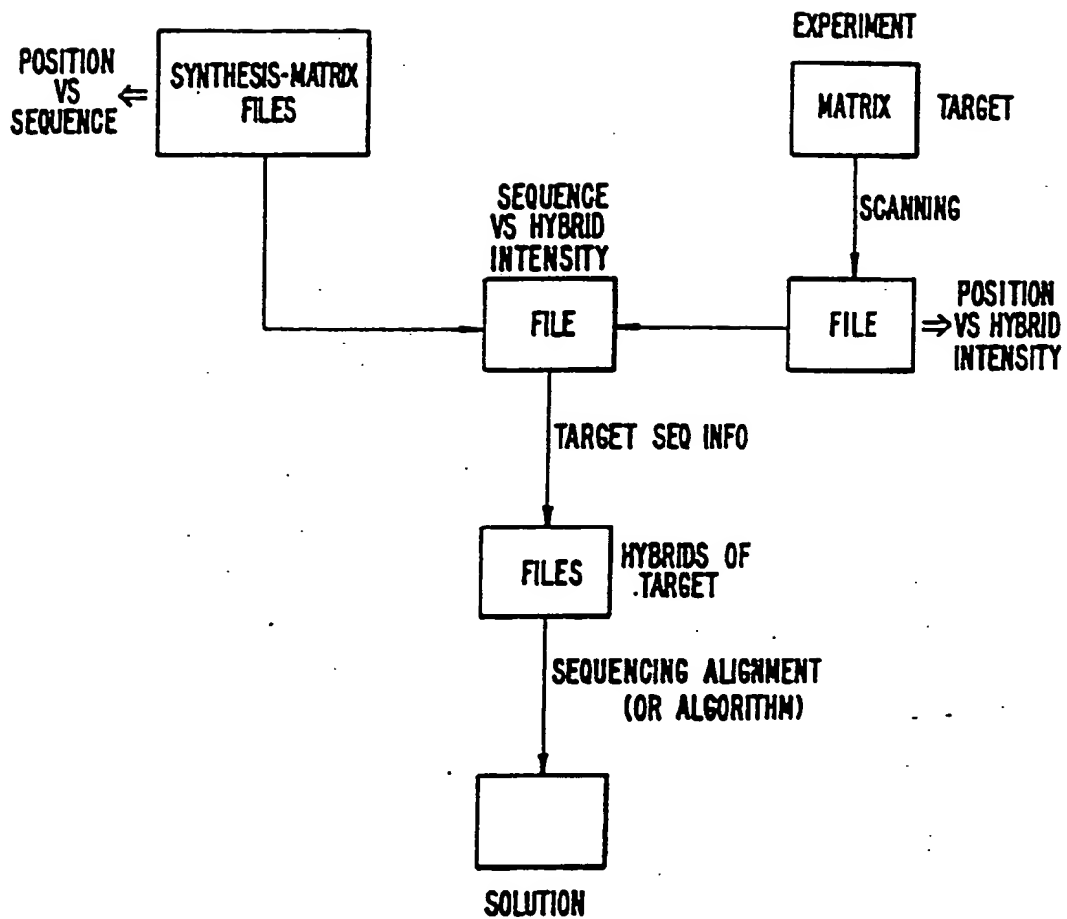 POSITION
VS
SEQUENCE
SYNTHESIS-MATRIX
FILES
EXPERIMENT
MATRIX
TARGET
SCANNING
SEQUENCE
VS HYBRID
INTENSITY
FILE
FILE
POSITION
VS HYBRID
INTENSITY
TARGET SEQ INFO
FILES
HYBRIDS OF
TARGET
SEQUENCING ALIGNMENT
(OR ALGORITHM)
SOLUTION